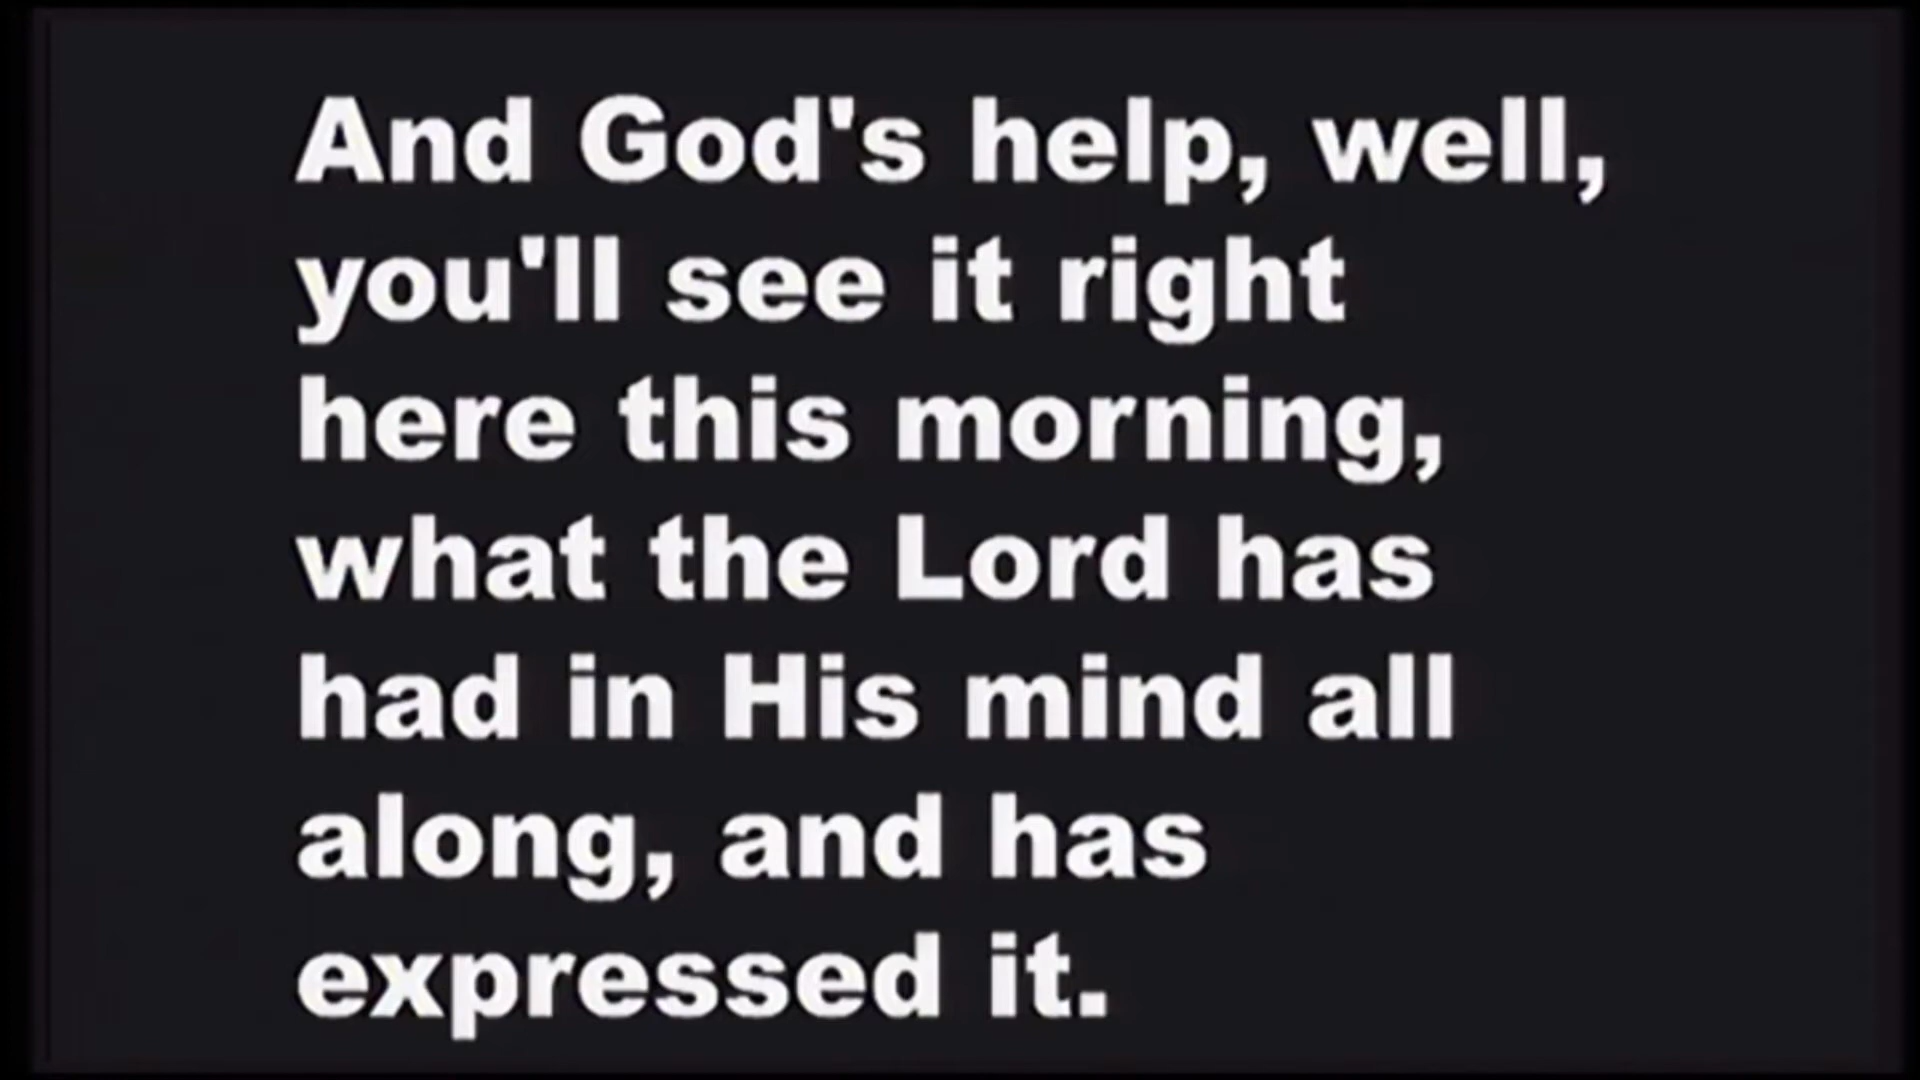 And God's help, well,
you'll see it right
here this morning,
what the Lord has
had in His mind all
along, and has
expressed it.